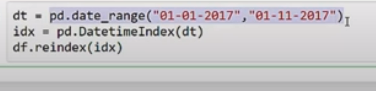 dt = pd.date_range("01-01-2017","01-11-2017")
idx = pd.DatetimeIndex(dt)
df.reindex(idx)